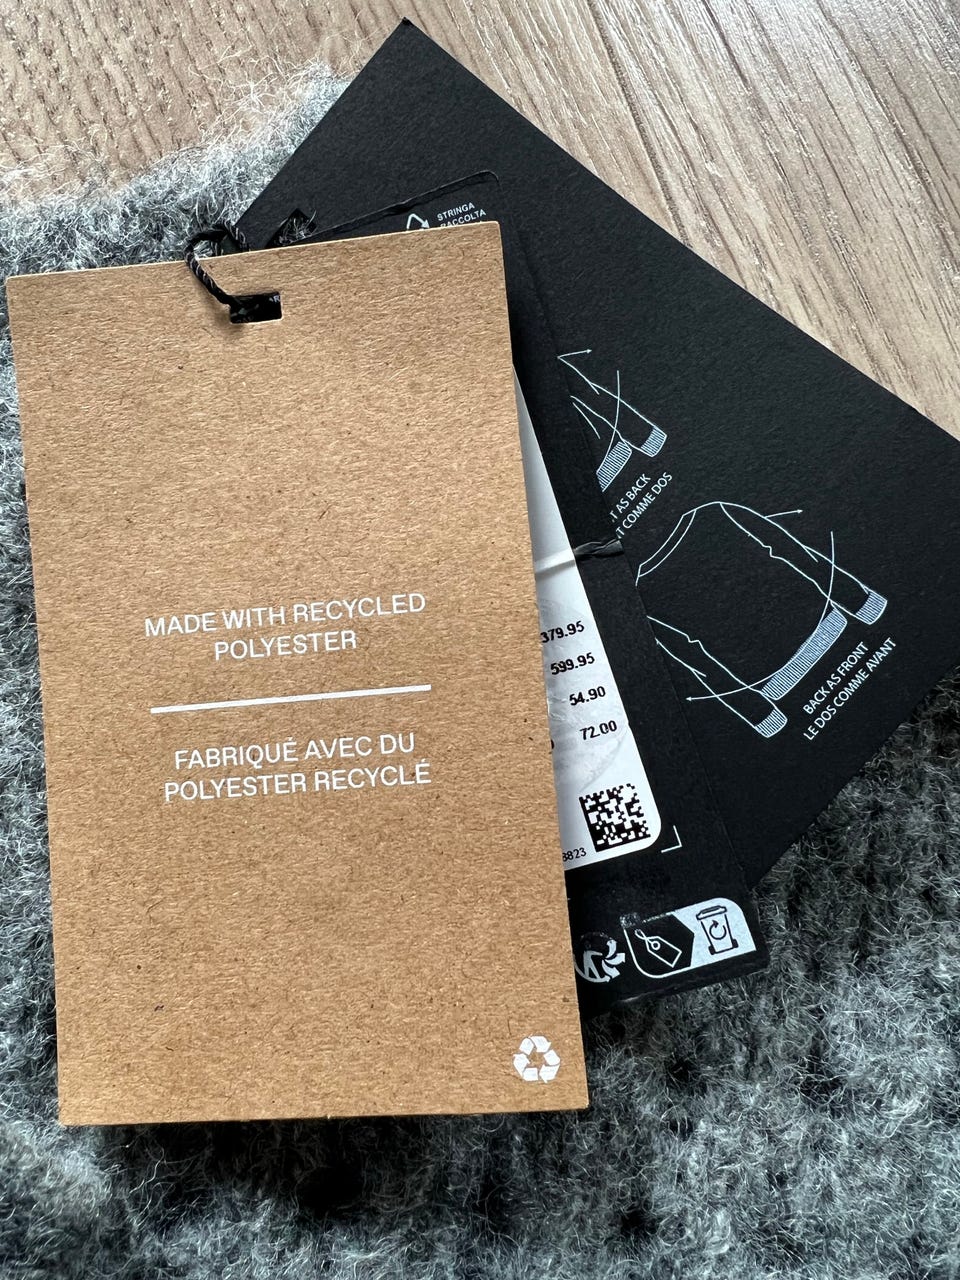 MADE WITH RECYCLED
POLYESTER
FABRIQUÉ AVEC DU
POLYESTER RECYCLÉ
STRINGA
RACCOLTA
AS BACK
COMME DOS
379.95
599.95
54.90
72.00
8823
BACK AS FRONT
LE DOS COMME AVANT